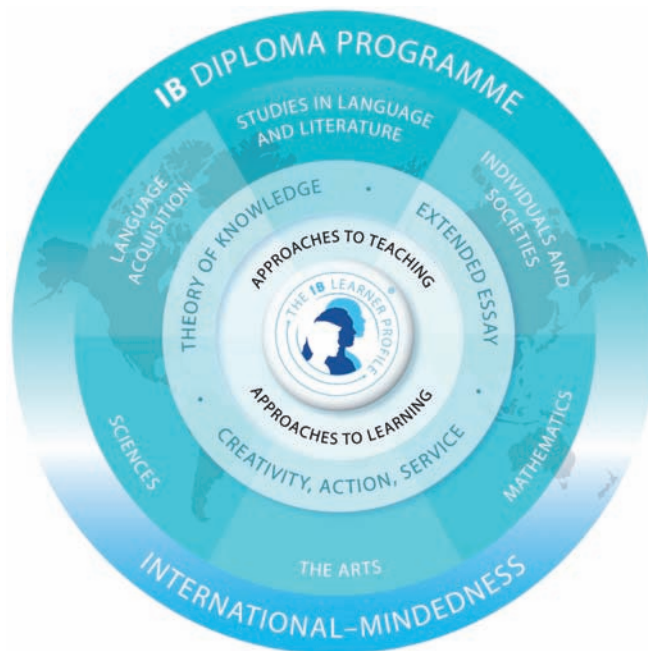 IB DIPLOMA PROGRAMME
STUDIES IN LANGUAGE
AND LITERATURE
LANGUAGE
ACQUISITION
INDIVIDUALS AND
SOCIETIES
THEORY OF KNOWLEDGE
EXTENDED ESSAY
APPROACHES TO TEACHING
THE IB LEARNER PROFILE
®
APPROACHES TO LEARNING
CREATIVITY, ACTION, SERVICE
SCIENCES
MATHEMATICS
THE ARTS
INTERNATIONAL–MINDEDNESS